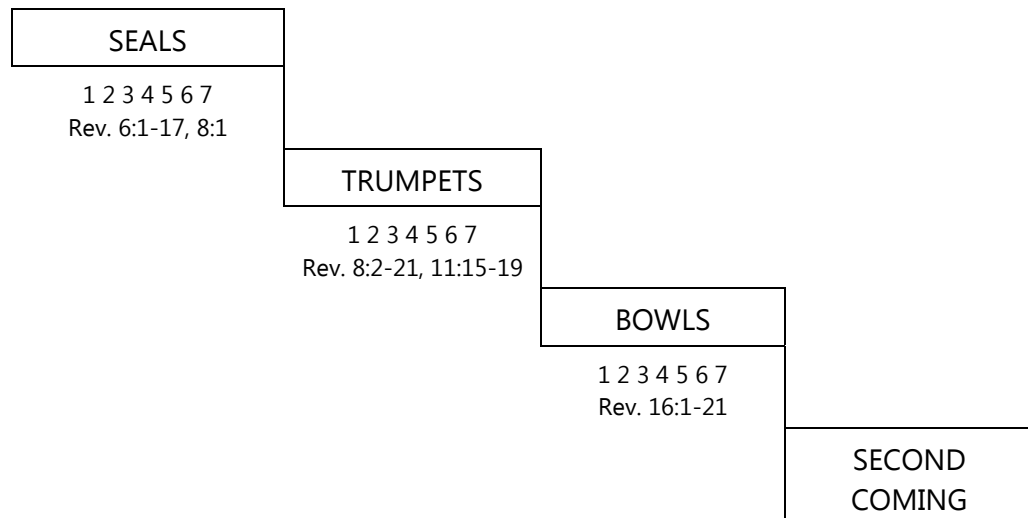 SEALS
1 2 3 4 5 6 7
Rev. 6:1-17, 8:1
TRUMPETS
1 2 3 4 5 6 7
Rev. 8:2-21, 11:15-19
BOWLS
1 2 3 4 5 6 7
Rev. 16:1-21
SECOND
COMING